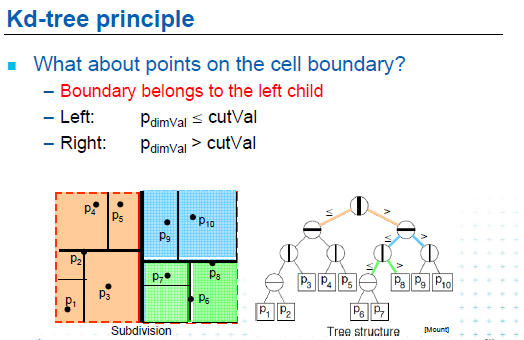 Kd-tree principle
What about points on the cell boundary?
– Boundary belongs to the left child
– Left: pdimVal ≤ cutVal
– Right: pdimVal > cutVal
p4 p5 p9 p10
p2 p1 p3 p7 p8 p6
≤ >
≤ >
≤ >
p3 p4 p5 p8 p9 p10
p1 p2 p6 p7
Subdivision Tree structure [Mount]